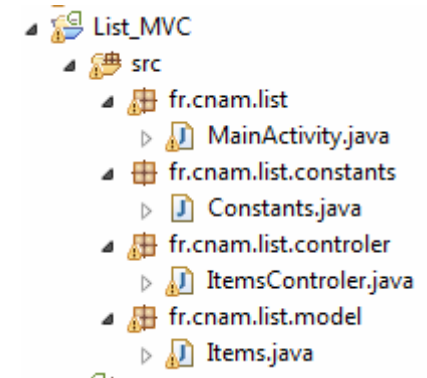 List_MVC
src
fr.cnam.list
MainActivity.java
fr.cnam.list.constants
Constants.java
fr.cnam.list.controler
ItemsControler.java
fr.cnam.list.model
Items.java